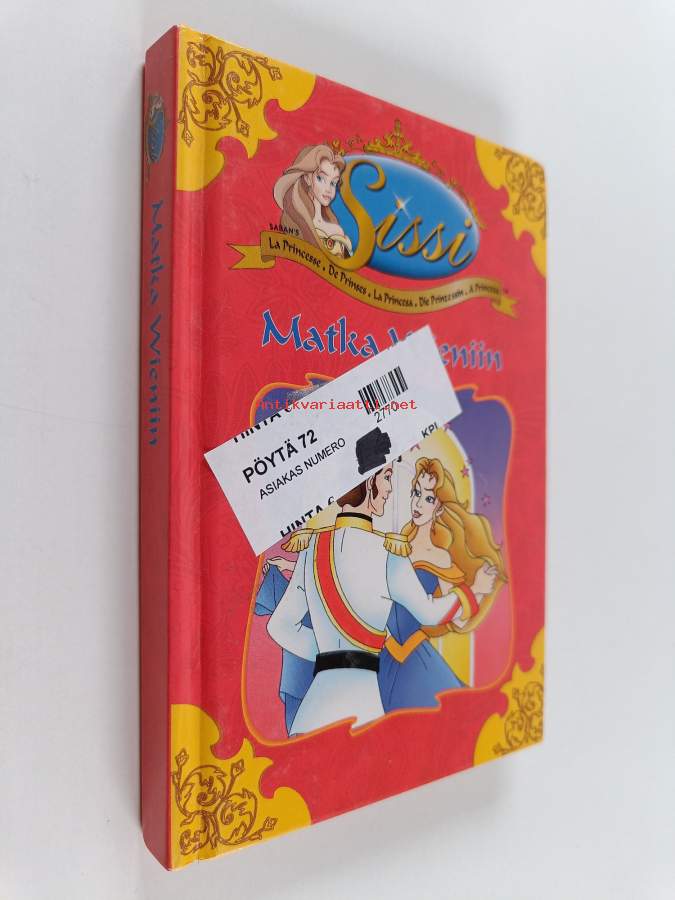 Matka Wieniin
Sissi
SABAN'S
La Princesse . De Prinses . La Princesa . Die Prinzessin . A Princesa
Matka
antikvariaatti.net
HINTA
277
PÖYTÄ 72
KPL
ASIAKAS NUMERO
HINTA